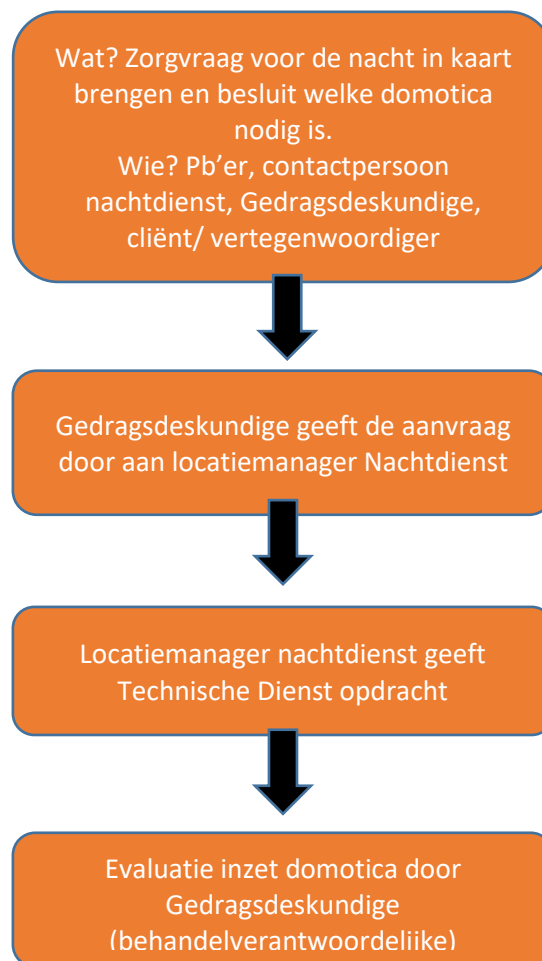 Wat? Zorgvraag voor de nacht in kaart
brengen en besluit welke domotica
nodig is.
Wie? Pb'er, contactpersoon
nachtdienst, Gedragsdeskundige,
cliënt/ vertegenwoordiger
Gedragsdeskundige geeft de aanvraag
door aan locatiemanager Nachtdienst
Locatiemanager nachtdienst geeft
Technische Dienst opdracht
Evaluatie inzet domotica door
Gedragsdeskundige
(behandelverantwoordelijke)